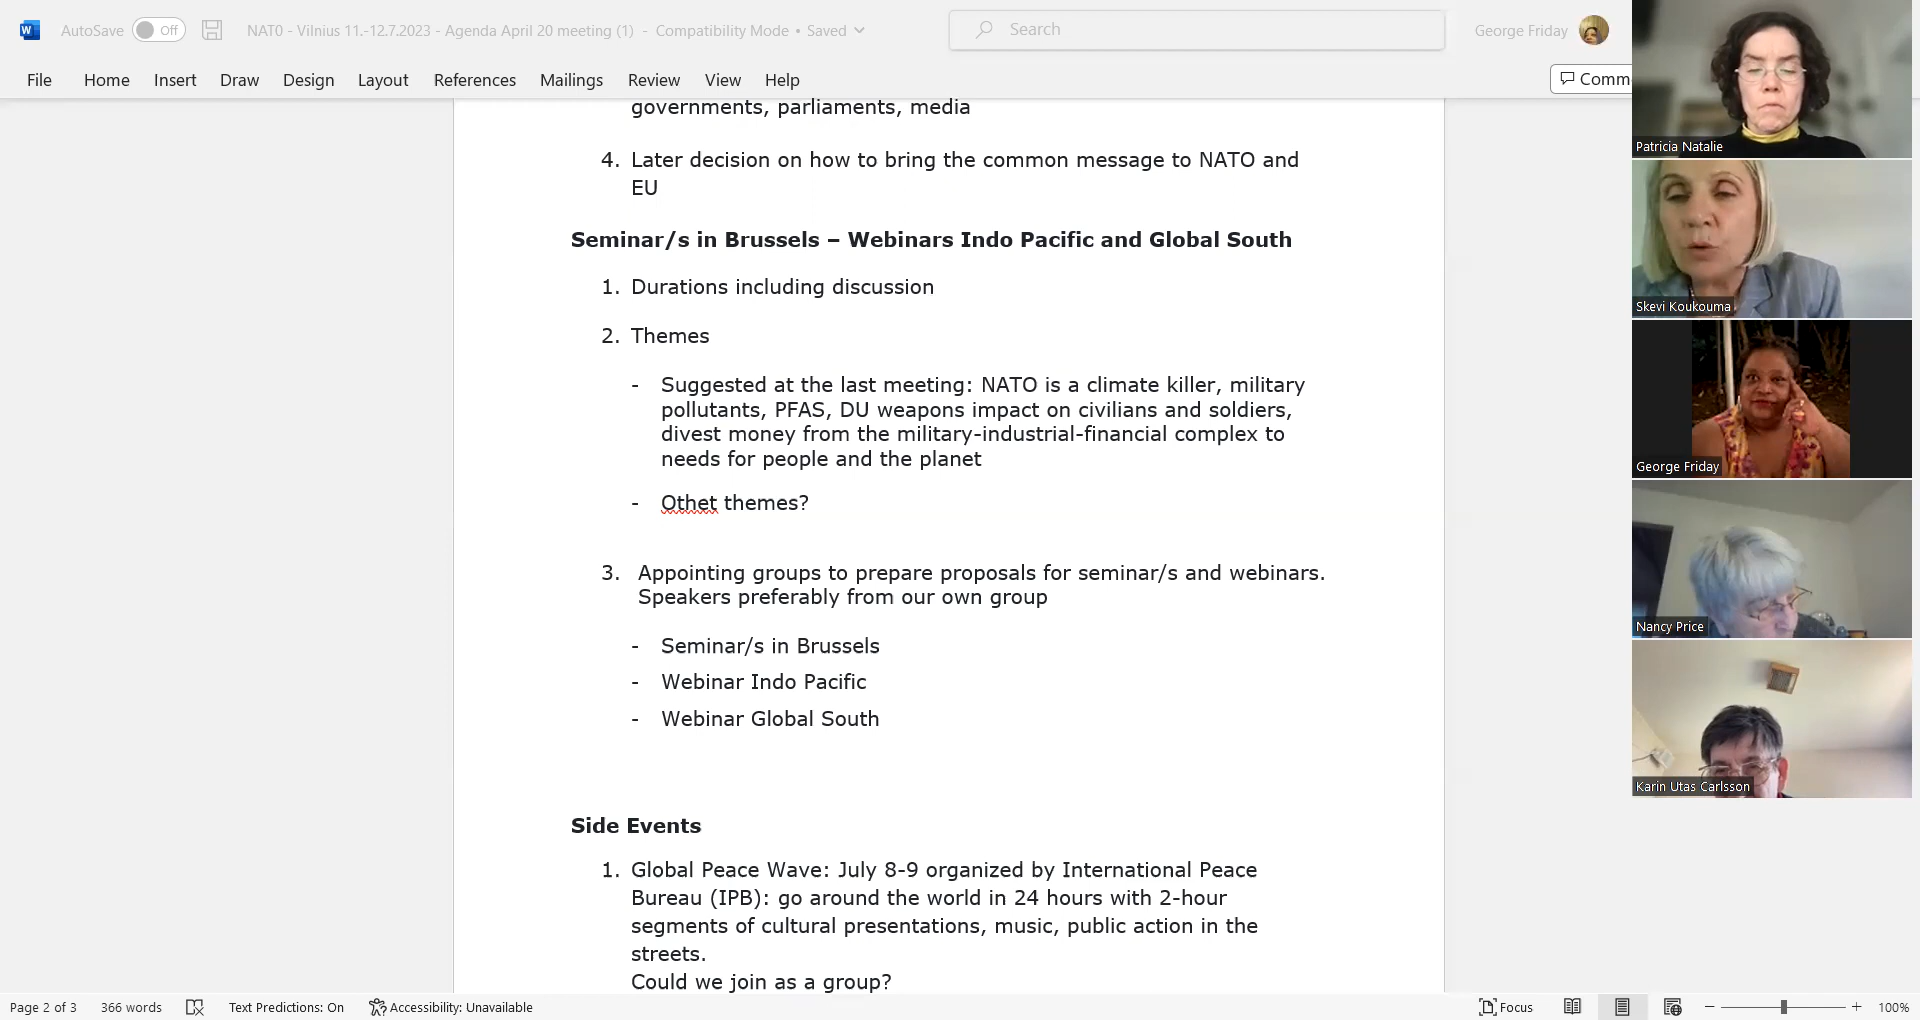 AutoSave Off NAT0 - Vilnius 11.-12.7.2023 - Agenda April 20 meeting (1) - Compatibility Mode • Saved Search George Friday
File Home Insert Draw Design Layout References Mailings Review View Help Comm
governments, parliaments, media
4. Later decision on how to bring the common message to NATO and
EU
Seminar/s in Brussels – Webinars Indo Pacific and Global South
1. Durations including discussion
2. Themes
- Suggested at the last meeting: NATO is a climate killer, military
pollutants, PFAS, DU weapons impact on civilians and soldiers,
divest money from the military-industrial-financial complex to
needs for people and the planet
- Othet themes?
3. Appointing groups to prepare proposals for seminar/s and webinars.
Speakers preferably from our own group
- Seminar/s in Brussels
- Webinar Indo Pacific
- Webinar Global South
Side Events
1. Global Peace Wave: July 8-9 organized by International Peace
Bureau (IPB): go around the world in 24 hours with 2-hour
segments of cultural presentations, music, public action in the
streets.
Could we join as a group?
Patricia Natalie
Skevi Koukouma
George Friday
Nancy Price
Karin Utas Carlsson
Page 2 of 3 366 words Text Predictions: On Accessibility: Unavailable Focus 100%